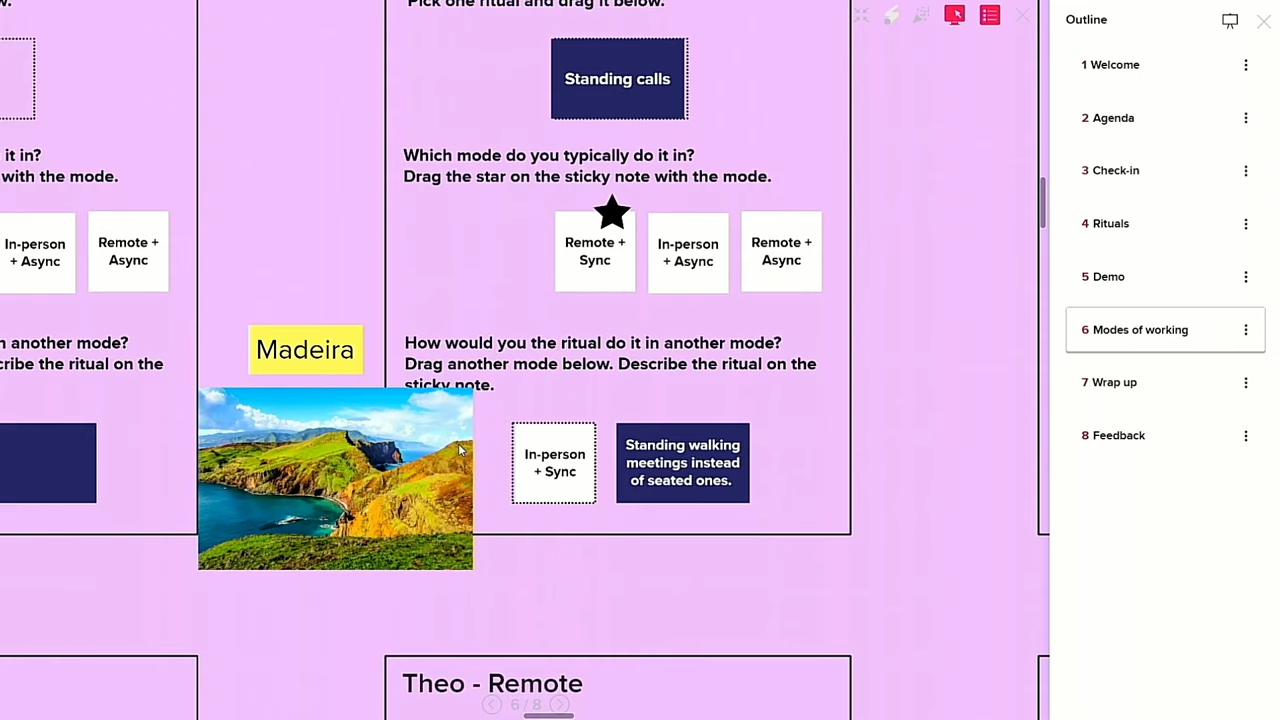 w.
Pick one ritual and drag it below.
Standing calls
it in?
with the mode.
Which mode do you typically do it in?
Drag the star on the sticky note with the mode.
In-person
+ Async
Remote +
Async
Remote +
Sync
In-person
+ Async
Remote +
Async
n another mode?
cribe the ritual on the
Madeira
How would you the ritual do it in another mode?
Drag another mode below. Describe the ritual on the
sticky note.
In-person
+ Sync
Standing walking
meetings instead
of seated ones.
Theo - Remote
6 / 8
Outline
1 Welcome
2 Agenda
3 Check-in
4 Rituals
5 Demo
6 Modes of working
7 Wrap up
8 Feedback